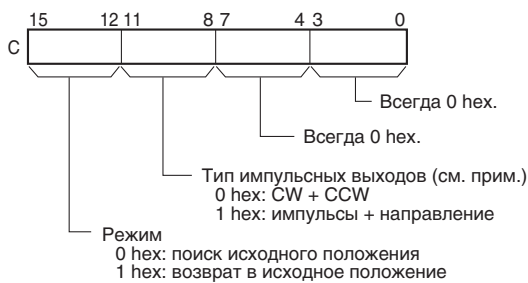 15 12 11 8 7 4 3 0
C
Всегда 0 hex.
Всегда 0 hex.
Тип импульсных выходов (см. прим.)
0 hex: CW + CCW
1 hex: импульсы + направление
Режим
0 hex: поиск исходного положения
1 hex: возврат в исходное положение